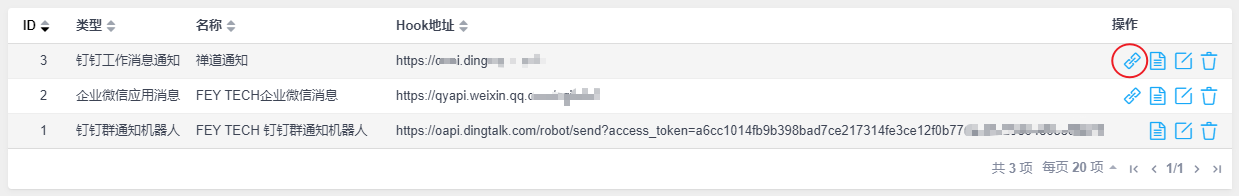 ID 类型 名称 Hook地址 操作
3 钉钉工作消息通知 禅道通知 https://
2 企业微信应用消息 FEY TECH企业微信消息 https://qyapi.weixin.qq.
1 钉钉群通知机器人 FEY TECH 钉钉群通知机器人 https://oapi.dingtalk.com/robot/send?access_token=a6cc1014fb9b398bad7ce217314fe3ce12f0b77
共 3 项 每页 20 项 1/1